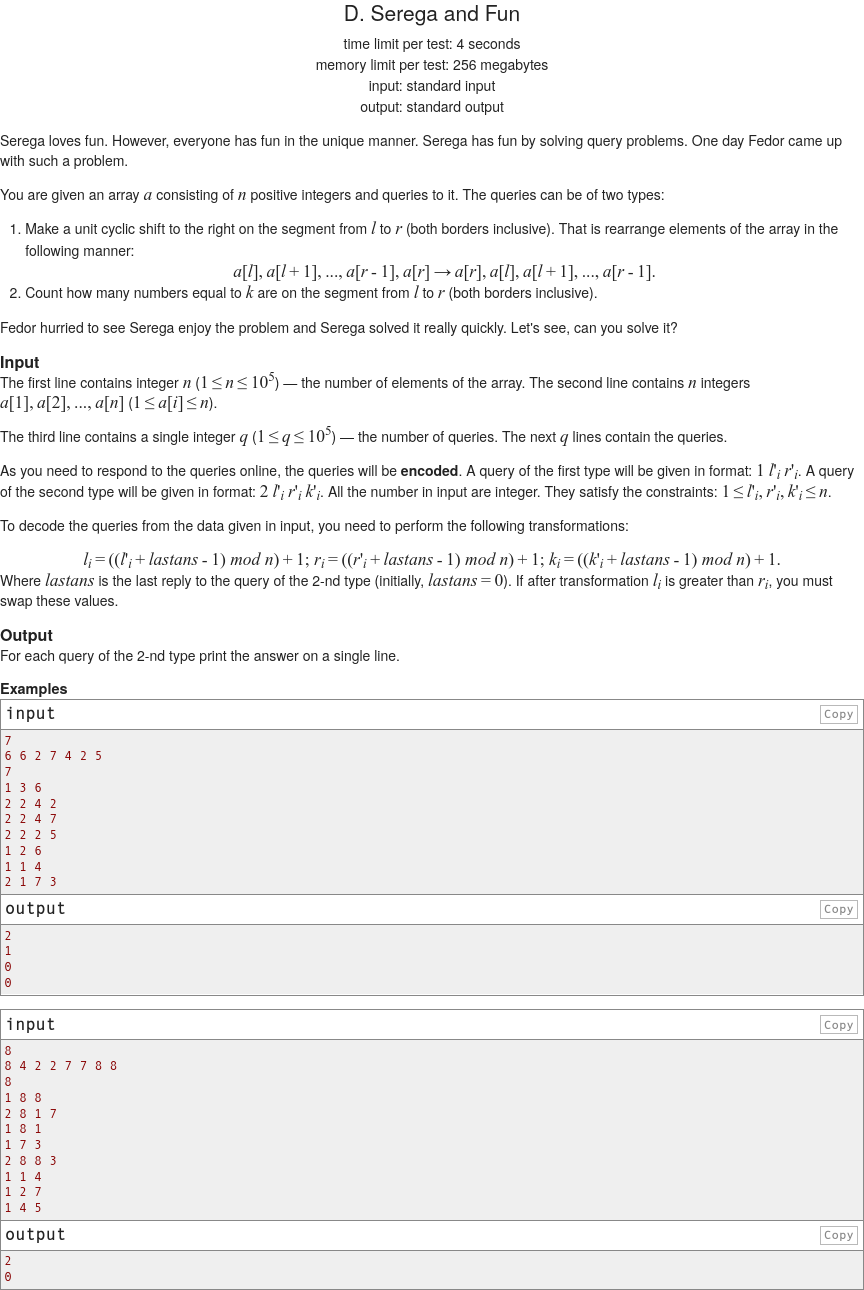 D. Serega and Fun
time limit per test: 4 seconds
memory limit per test: 256 megabytes
input: standard input
output: standard output
Serega loves fun. However, everyone has fun in the unique manner. Serega has fun by solving query problems. One day Fedor came up
with such a problem.
You are given an array a consisting of n positive integers and queries to it. The queries can be of two types:
1. Make a unit cyclic shift to the right on the segment from l to r (both borders inclusive). That is rearrange elements of the array in the
following manner:
a[l], a[l + 1], ..., a[r - 1], a[r] → a[r], a[l], a[l + 1], ..., a[r - 1].
2. Count how many numbers equal to k are on the segment from l to r (both borders inclusive).
Fedor hurried to see Serega enjoy the problem and Serega solved it really quickly. Let's see, can you solve it?
Input
The first line contains integer n (1 ≤ n ≤ 10^5) — the number of elements of the array. The second line contains n integers
a[1], a[2], ..., a[n] (1 ≤ a[i] ≤ n).
The third line contains a single integer q (1 ≤ q ≤ 10^5) — the number of queries. The next q lines contain the queries.
As you need to respond to the queries online, the queries will be encoded. A query of the first type will be given in format: 1 l'_i r'_i. A query
of the second type will be given in format: 2 l'_i r'_i k'_i. All the number in input are integer. They satisfy the constraints: 1 ≤ l'_i, r'_i, k'_i ≤ n.
To decode the queries from the data given in input, you need to perform the following transformations:
l_i = ((l'_i + lastans - 1) mod n) + 1; r_i = ((r'_i + lastans - 1) mod n) + 1; k_i = ((k'_i + lastans - 1) mod n) + 1.
Where lastans is the last reply to the query of the 2-nd type (initially, lastans = 0). If after transformation l_i is greater than r_i, you must
swap these values.
Output
For each query of the 2-nd type print the answer on a single line.
Examples
input Copy
7
6 6 2 7 4 2 5
7
1 3 6
2 2 4 2
2 2 4 7
2 2 2 5
1 2 6
1 1 4
2 1 7 3
output Copy
2
1
0
0
input Copy
8
8 4 2 2 7 7 8 8
8
1 8 8
2 8 1 7
1 8 1
1 7 3
2 8 8 3
1 1 4
1 2 7
1 4 5
output Copy
2
0